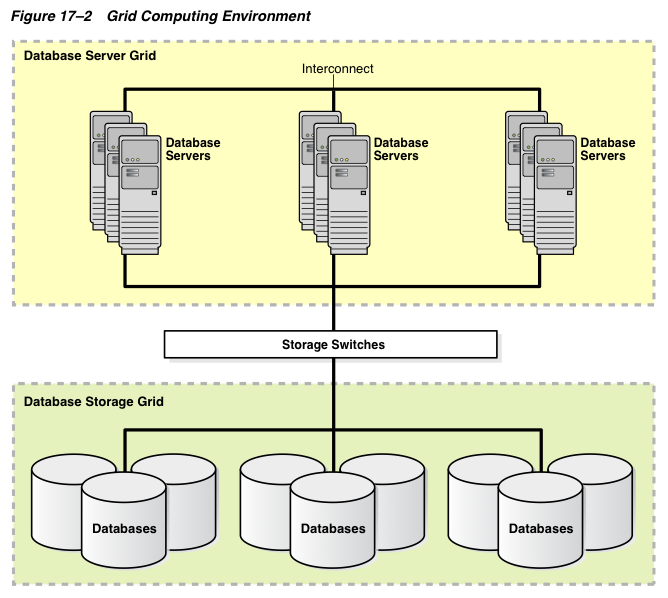 Figure 17–2 Grid Computing Environment
Database Server Grid
Interconnect
Database
Servers
Database
Servers
Database
Servers
Storage Switches
Database Storage Grid
Databases
Databases
Databases